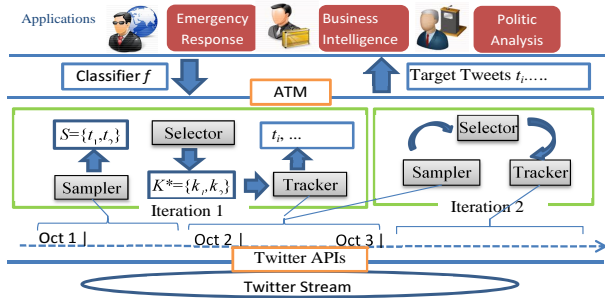 Applications
Emergency Response
Business Intelligence
Politic Analysis
Classifier f
Target Tweets ti.....
ATM
S={t1,t2}
Selector
ti, ...
Sampler
K*={ki,k2}
Tracker
Iteration 1
Selector
Sampler
Tracker
Iteration 2
Oct 1
Oct 2
Oct 3
Twitter APIs
Twitter Stream